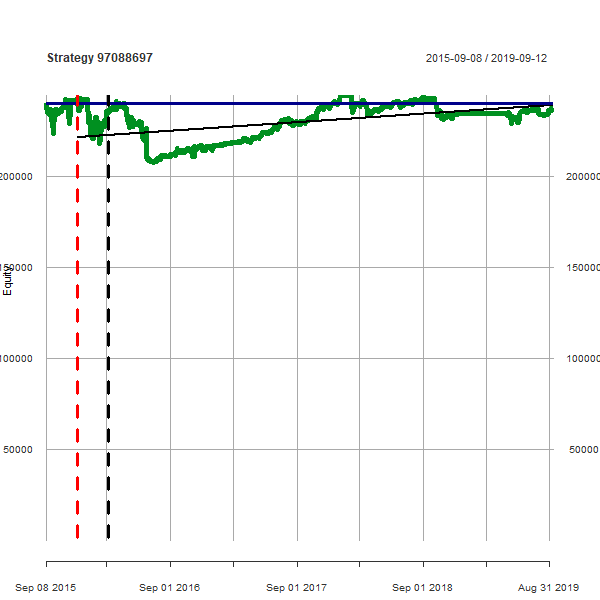 Strategy 97088697
2015-09-08 / 2019-09-12
200000
200000
150000
150000
Equity
100000
100000
50000
50000
Sep 08 2015
Sep 01 2016
Sep 01 2017
Sep 01 2018
Aug 31 2019